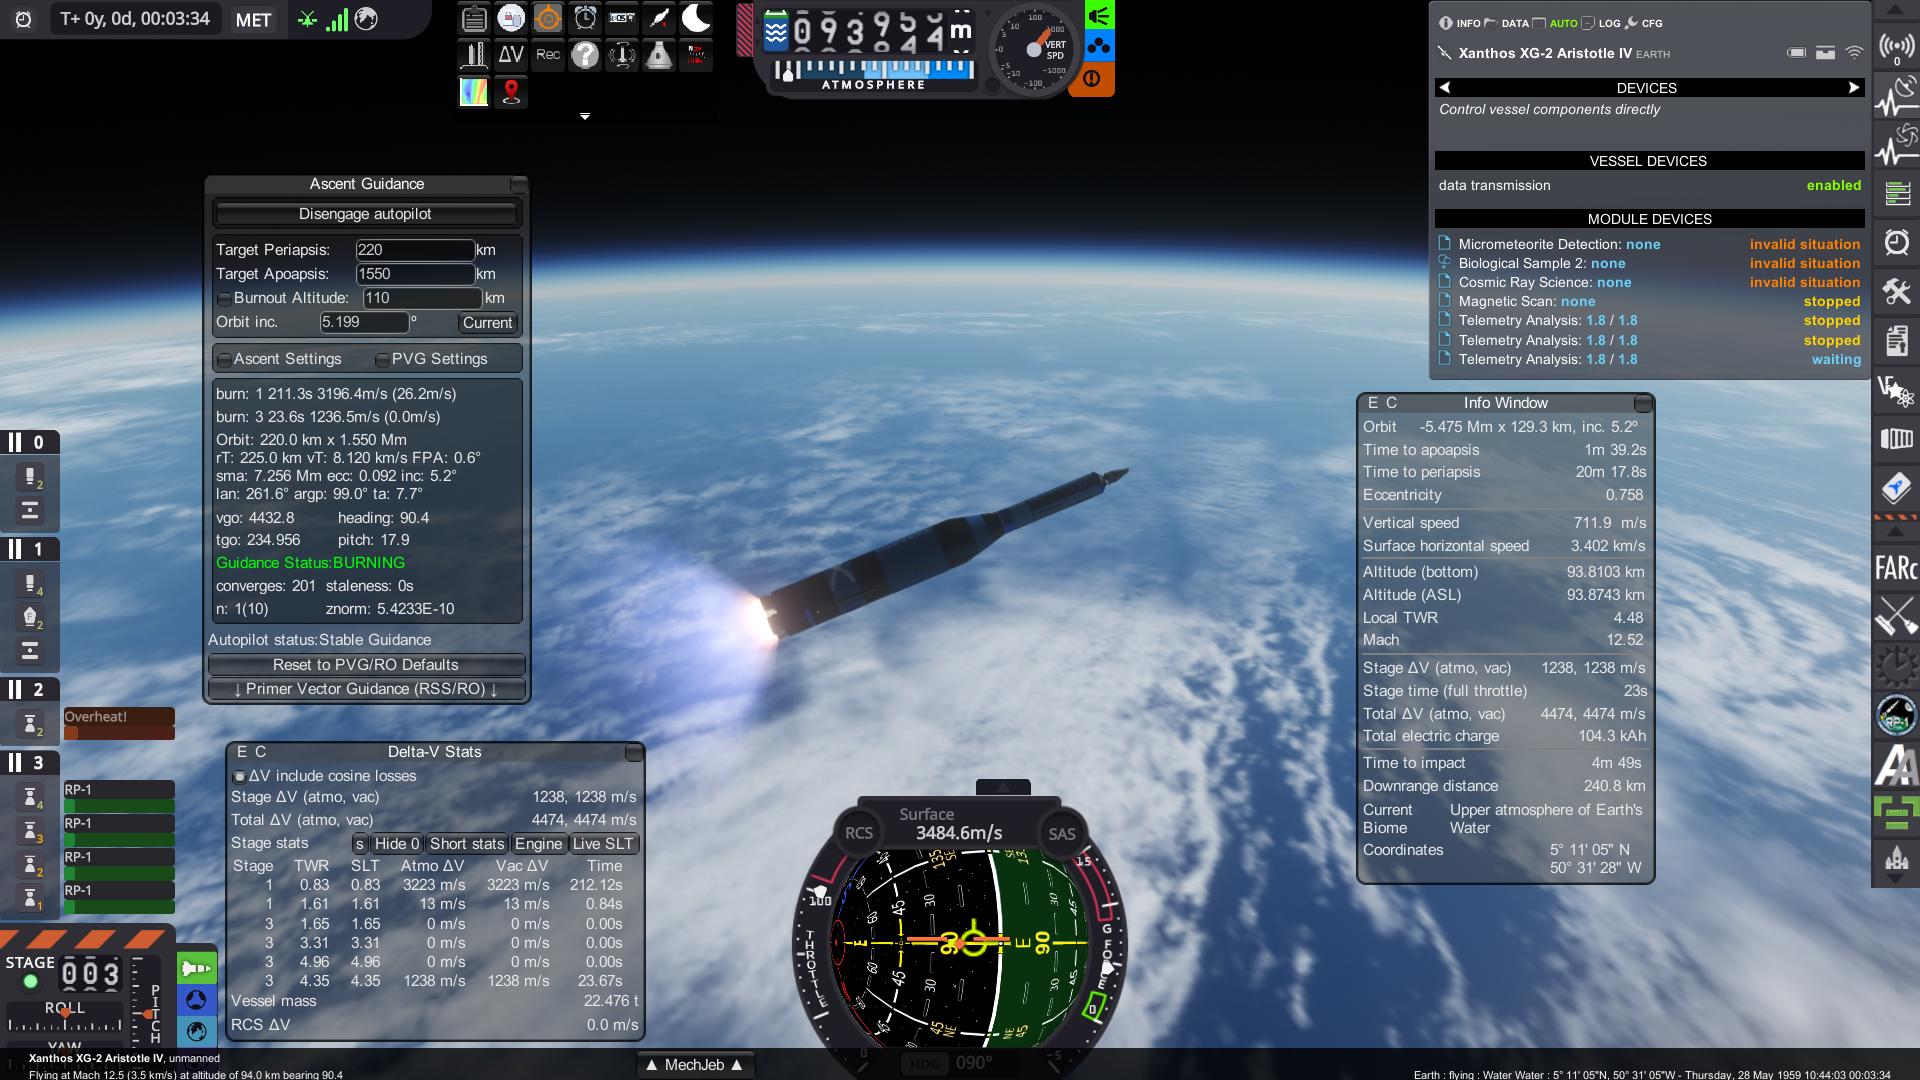 T+ 0y, 0d, 00:03:34 MET
ΔV Rec
093954 m
ATMOSPHERE
VERT
SPD
INFO DATA AUTO LOG CFG
Xanthos XG-2 Aristotle IV EARTH
DEVICES
Control vessel components directly
VESSEL DEVICES
data transmission enabled
MODULE DEVICES
Micrometeorite Detection: none invalid situation
Biological Sample 2: none invalid situation
Cosmic Ray Science: none invalid situation
Magnetic Scan: none stopped
Telemetry Analysis: 1.8 / 1.8 stopped
Telemetry Analysis: 1.8 / 1.8 stopped
Telemetry Analysis: 1.8 / 1.8 waiting
Ascent Guidance
Disengage autopilot
Target Periapsis: 220 km
Target Apoapsis: 1550 km
Burnout Altitude: 110 km
Orbit inc. 5.199 ° Current
Ascent Settings PVG Settings
burn: 1 211.3s 3196.4m/s (26.2m/s)
burn: 3 23.6s 1236.5m/s (0.0m/s)
Orbit: 220.0 km x 1.550 Mm
rT: 225.0 km vT: 8.120 km/s FPA: 0.6°
sma: 7.256 Mm ecc: 0.092 inc: 5.2°
lan: 261.6° argp: 99.0° ta: 7.7°
vgo: 4432.8 heading: 90.4
tgo: 234.956 pitch: 17.9
Guidance Status:BURNING
converges: 201 staleness: 0s
n: 1(10) znorm: 5.4233E-10
Autopilot status:Stable Guidance
Reset to PVG/RO Defaults
↓ Primer Vector Guidance (RSS/RO) ↓
E C Info Window
Orbit -5.475 Mm x 129.3 km, inc. 5.2°
Time to apoapsis 1m 39.2s
Time to periapsis 20m 17.8s
Eccentricity 0.758
Vertical speed 711.9 m/s
Surface horizontal speed 3.402 km/s
Altitude (bottom) 93.8103 km
Altitude (ASL) 93.8743 km
Local TWR 4.48
Mach 12.52
Stage ΔV (atmo, vac) 1238, 1238 m/s
Stage time (full throttle) 23s
Total ΔV (atmo, vac) 4474, 4474 m/s
Total electric charge 104.3 kAh
Time to impact 4m 49s
Downrange distance 240.8 km
Current Biome Upper atmosphere of Earth's Water
Coordinates 5° 11' 05" N
50° 31' 28" W
FARc
0
2
1
4
2
2
2
Overheat!
3
4
3
2
1
RP-1
RP-1
RP-1
RP-1
E C Delta-V Stats
ΔV include cosine losses
Stage ΔV (atmo, vac) 1238, 1238 m/s
Total ΔV (atmo, vac) 4474, 4474 m/s
Stage stats s Hide 0 Short stats Engine Live SLT
Stage TWR SLT Atmo ΔV Vac ΔV Time
1 0.83 0.83 3223 m/s 3223 m/s 212.12s
1 1.61 1.61 13 m/s 13 m/s 0.84s
3 1.65 1.65 0 m/s 0 m/s 0.00s
3 3.31 3.31 0 m/s 0 m/s 0.00s
3 4.96 4.96 0 m/s 0 m/s 0.00s
3 4.35 4.35 1238 m/s 1238 m/s 23.67s
Vessel mass 22.476 t
RCS ΔV 0.0 m/s
STAGE 003
ROLL
PITCH
YAW
Surface
3484.6m/s
RCS SAS
THROTTLE
G FORCE
100
15
90 E 90
HDG 090°
▲ MechJeb ▲
Xanthos XG-2 Aristotle IV, unmanned
Flying at Mach 12.5 (3.5 km/s) at altitude of 94.0 km bearing 90.4
Earth : flying : Water Water : 5° 11' 05"N, 50° 31' 05"W - Thursday, 28 May 1959 10:44:03 00:03:34